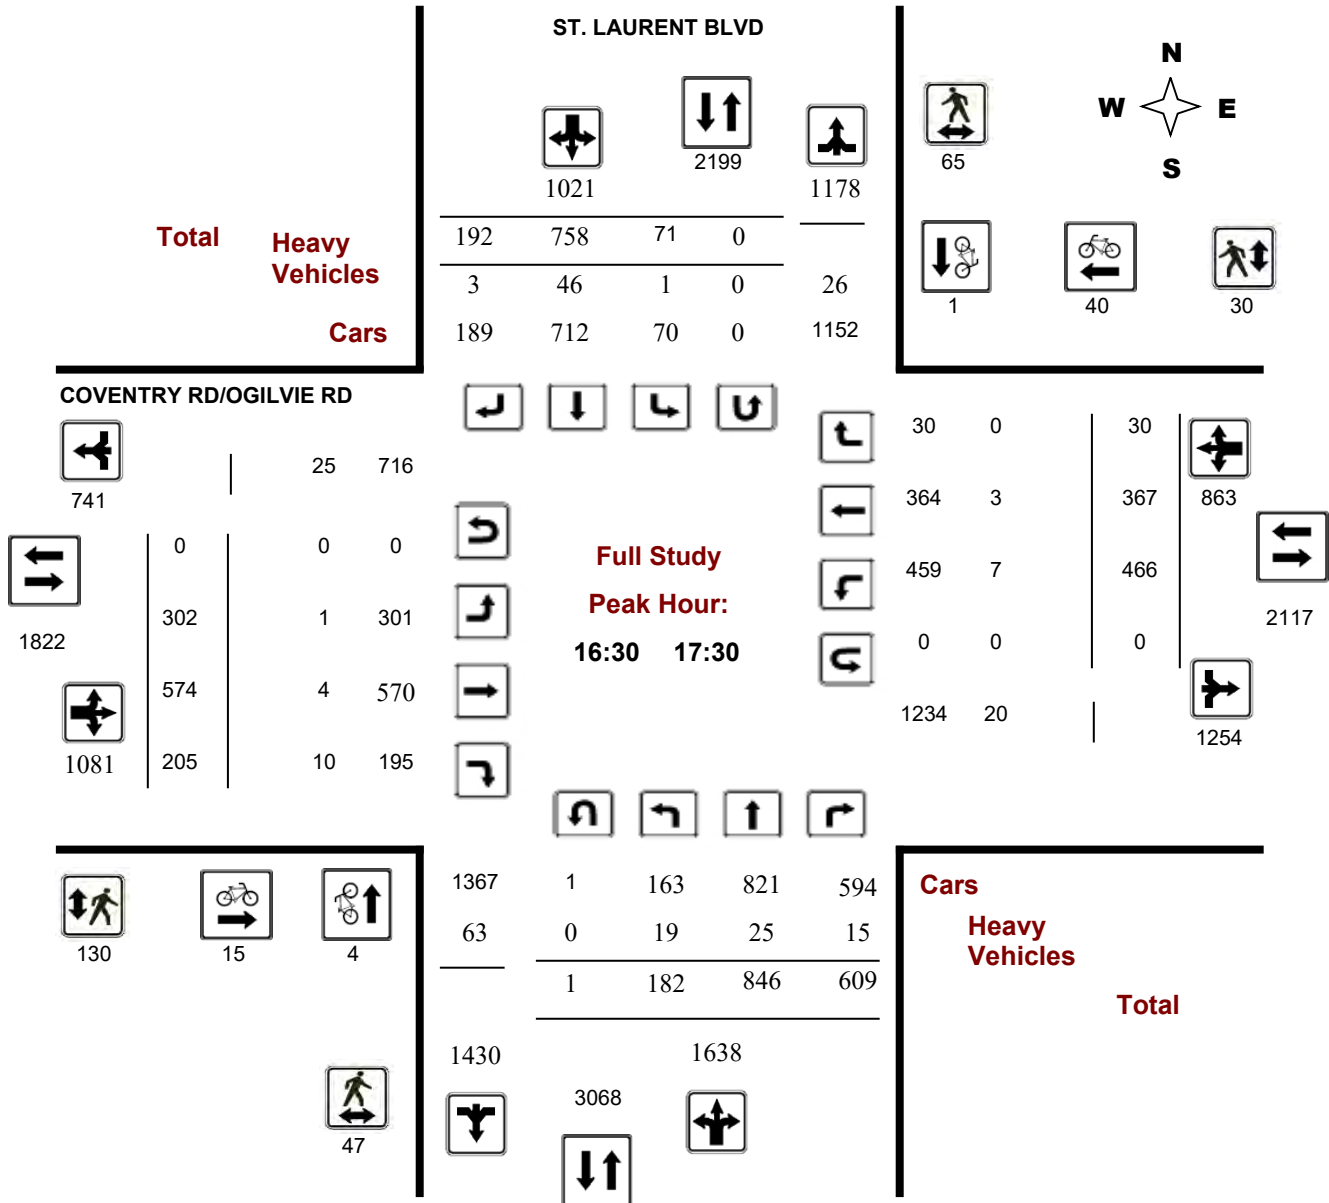 ST. LAURENT BLVD
N
W E
S
2199
65
1021
1178
Total Heavy Vehicles
192 758 71 0
3 46 1 0 26
Cars 189 712 70 0 1152
1 40 30
COVENTRY RD/OGILVIE RD
30 0 30
25 716
741
364 3 367 863
0 0 0
Full Study
459 7 466
Peak Hour:
302 1 301
2117
1822
16:30 17:30
0 0 0
574 4 570
1234 20
1254
1081 205 10 195
1367 1 163 821 594 Cars
63 0 19 25 15 Heavy Vehicles
130 15 4
1 182 846 609
Total
1430 1638
3068
47